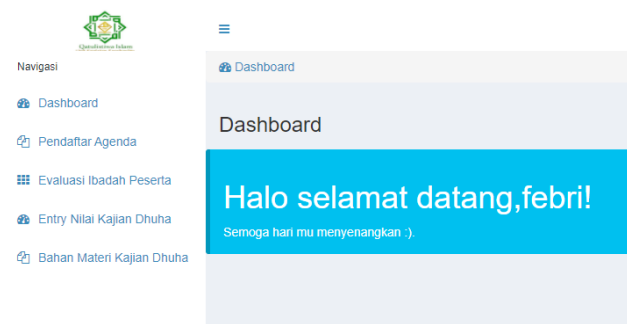 Navigasi
Dashboard
Pendaftar Agenda
Evaluasi Ibadah Peserta
Entry Nilai Kajian Dhuha
Bahan Materi Kajian Dhuha
Dashboard
Dashboard
Halo selamat datang,febri!
Semoga hari mu menyenangkan :).